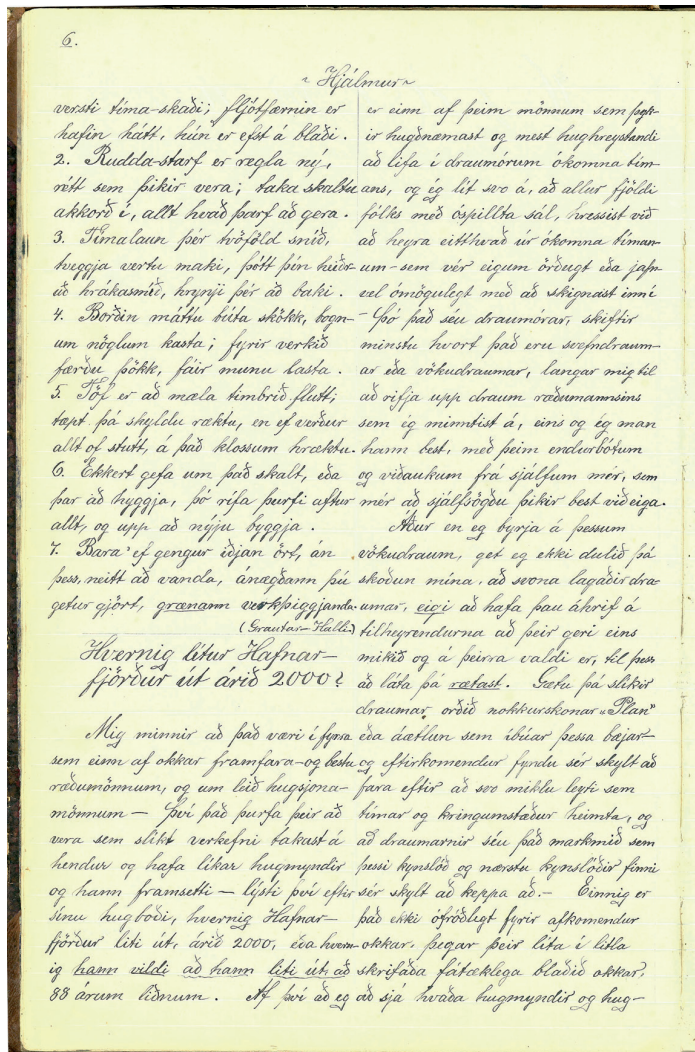 6.
~ Hjálmur ~
versti tíma-skaði; fljótfærnin er
hafin hátt, hún er efst á blaði.
2. Rudda-starf er regla ný,
rétt sem þikir vera; taka skaltu
akkorð í, allt hvað þarf að gera.
3. Tímalaun þér tvöföld sníð,
tveggja vertu maki, þótt þín
uð hrákasmíð, hrynji þér að baki.
4. Borðin máttu búta skökk, bogn-
um nöglum kasta; fyrir verkið
færðu þökk, fáir munu lasta.
5. Töf er að mæla timbrið flutt;
tæpt þá skyldu ræktu, en ef verður
allt of stutt, á það klossum hræktu.
6. Ekkert gefa um það skalt, eða
þar að hyggja, þó rífa þurfi aftur
allt, og upp að nýju byggja.
7. Bara ef gengur iðjan ört, án
þess, neitt að vanda, ánægðann þú
getur gjört, grænann verkþiggjanda.
(Grautar-Halli)
Hvernig lítur Hafnar-
fjörður út árið 2000?
Mig minnir að það væri í fyrra
sem einn af okkar framfara-og bestu
ræðumönnum, og um leið hugsjóna-
mönnum - Því það þurfa þeir að
vera sem slíkt verkefni takast á
hendur og hafa líkar hugmyndir
og hann framsetti - lýsti því eftir
sínu hugboði, hvernig Hafnar-
fjörður liti út, árið 2000, eða hvern-
ig hann vildi að hann liti út, að
88 árum liðnum. Af því að eg
er einn af þeim mönnum sem þyk-
ir hugðnæmast og mest hughreystandi
að lifa í draumórum ókomna tím-
ans, og ég lít svo á, að allur fjöldi
fólks með óspillta sál, hressist við
að heyra eitthvað úr ókomna tíman-
um-sem vér eigum örðugt eða jafn-
vel ómögulegt með að skignast inní
- Þó það séu draumórar, skiftir
minstu hvort það eru svefndraum-
ar eða vökudraumar, langar mig til
að rifja upp draum ræðumannsins
sem ég minntist á, eins og ég man
hann best, með þeim endurbótum
og viðaukum frá sjálfum mér, sem
mér að sjálfsögðu þikir best við eiga.
Aður en eg byrja á þessum
vökudraum, get eg ekki dulið þá
skoðun mína, að svona lagaðir dra-
umar, eigi að hafa þau áhrif á
tilheyrendurna að þeir geri eins
mikið og á þeirra valdi er, til þess
að láta þá rætast. Gætu þá slíkir
draumar orðið nokkurskonar "Plan"
eða áætlun sem íbúar þessa bæjar-
og eftirkomendur fyndu sér skylt að
fara eftir að svo miklu leyti sem
tímar og kringumstæður heimta, og
að draumarnir séu það markmið sem
þessi kynslóð og næstu kynslóðir finni
sér skylt að keppa að. - Einnig er
það ekki ófróðlegt fyrir afkomendur
okkar, þegar þeir líta í litla
skrifaða fátæklega blaðið okkar,
að sjá hvaða hugmyndir og hug-